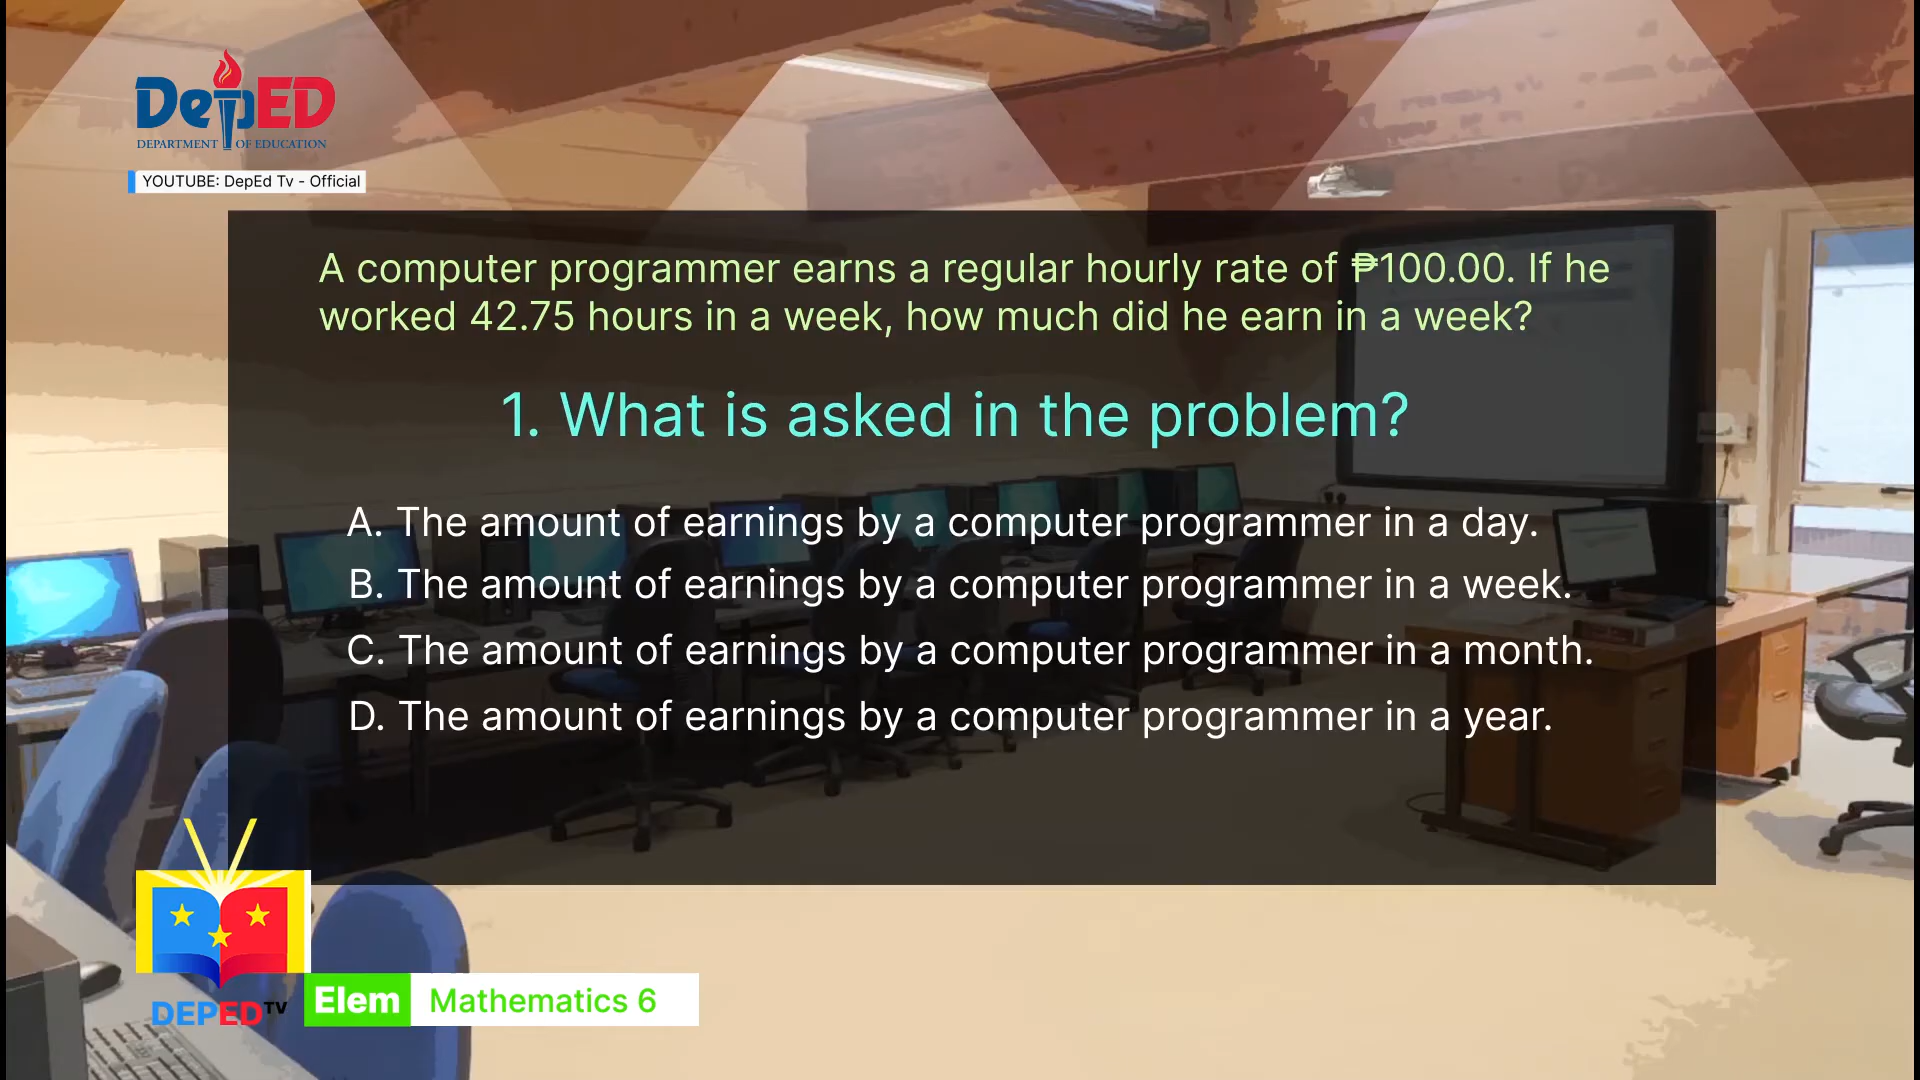 DepED
DEPARTMENT OF EDUCATION
YOUTUBE: DepEd Tv - Official
A computer programmer earns a regular hourly rate of ₱100.00. If he
worked 42.75 hours in a week, how much did he earn in a week?
1. What is asked in the problem?
A. The amount of earnings by a computer programmer in a day.
B. The amount of earnings by a computer programmer in a week.
C. The amount of earnings by a computer programmer in a month.
D. The amount of earnings by a computer programmer in a year.
DEPED TV
Elem Mathematics 6